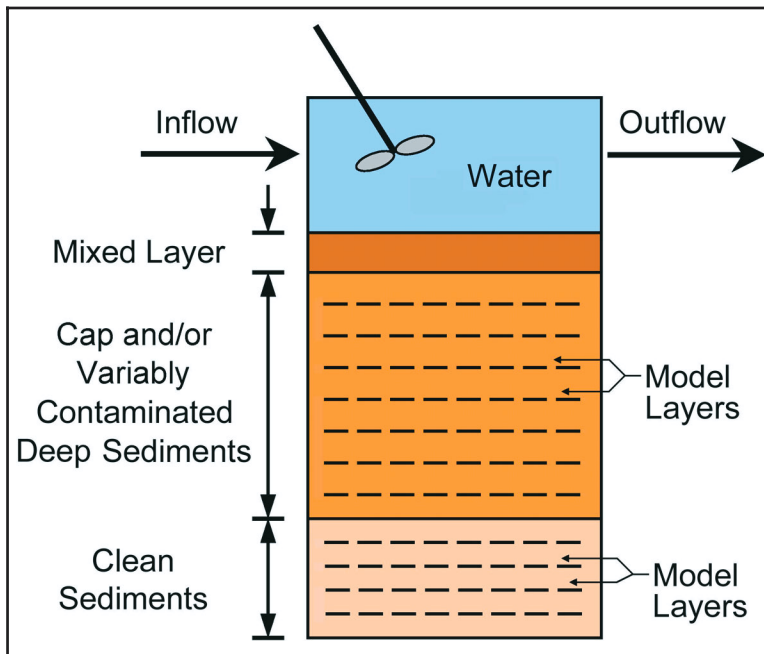 Inflow
Outflow
Water
Mixed Layer
Cap and/or
Variably
Contaminated
Deep Sediments
Model
Layers
Clean
Sediments
Model
Layers